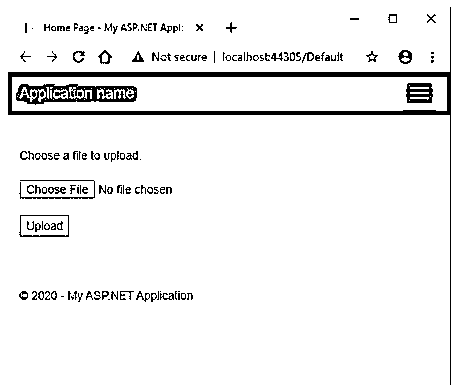 Home Page - My ASP.NET Appl:
Not secure | localhost:44305/Default
Application name
Choose a file to upload.
Choose File No file chosen
Upload
© 2020 - My ASP.NET Application